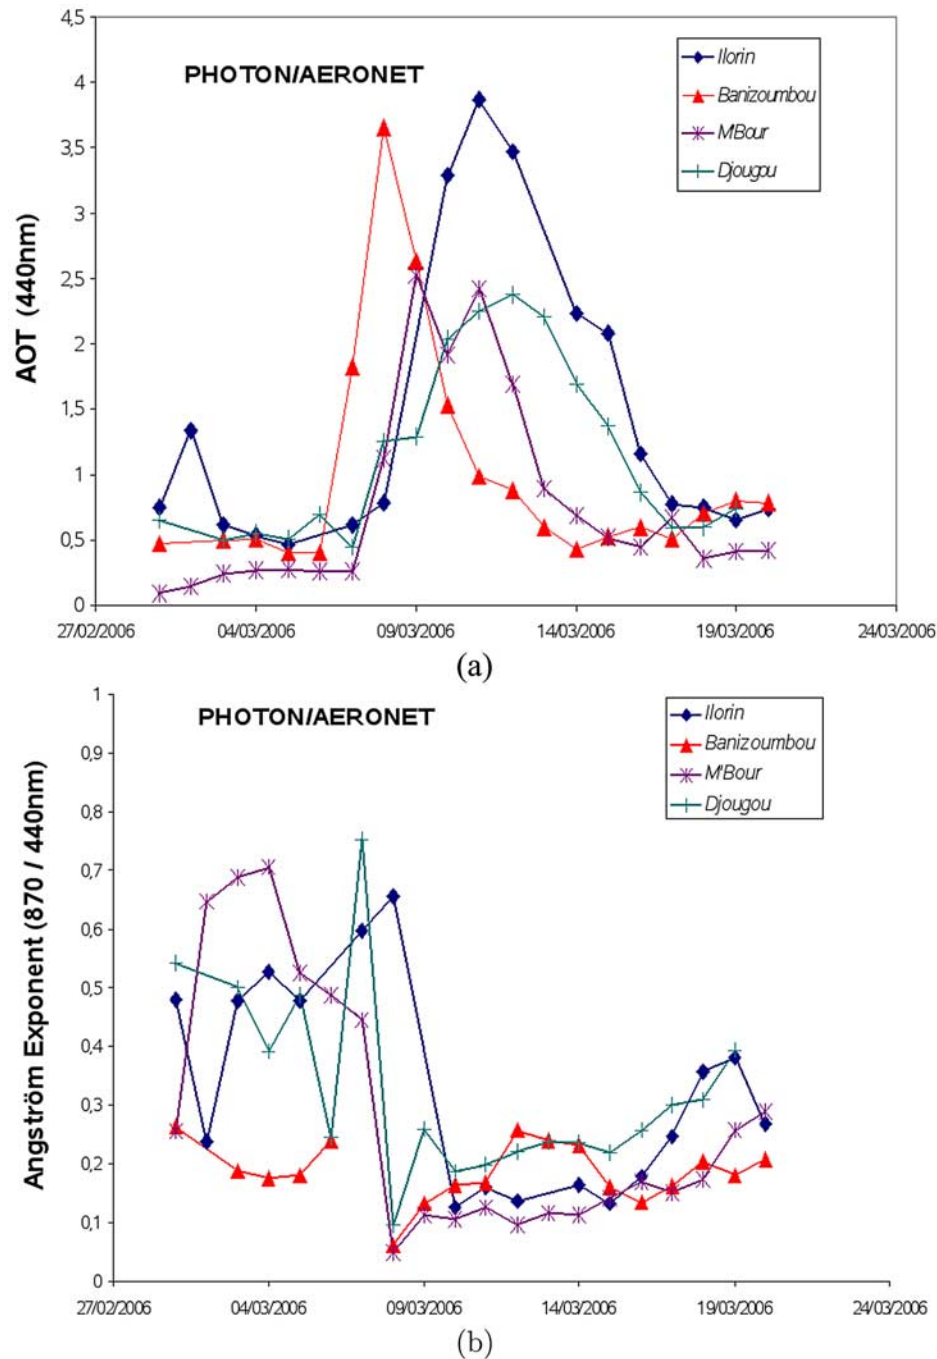 (a)
4,5
PHOTON/AERONET
Ilorin
Banizoumbou
M'Bour
Djougou
4
3,5
3
2,5
2
1,5
1
0,5
0
AOT (440nm)
27/02/2006 04/03/2006 09/03/2006 14/03/2006 19/03/2006 24/03/2006
(a)
1
PHOTON/AERONET
Ilorin
Banizoumbou
M'Bour
Djougou
0,9
0,8
0,7
0,6
0,5
0,4
0,3
0,2
0,1
0
Angström Exponent (870 / 440nm)
27/02/2006 04/03/2006 09/03/2006 14/03/2006 19/03/2006 24/03/2006
(b)